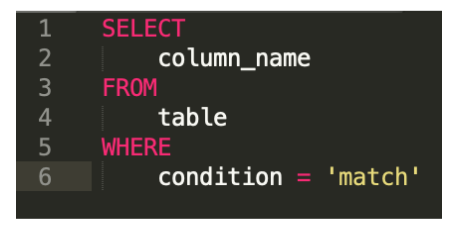 1 SELECT
2     column_name
3 FROM
4     table
5 WHERE
6     condition = 'match'